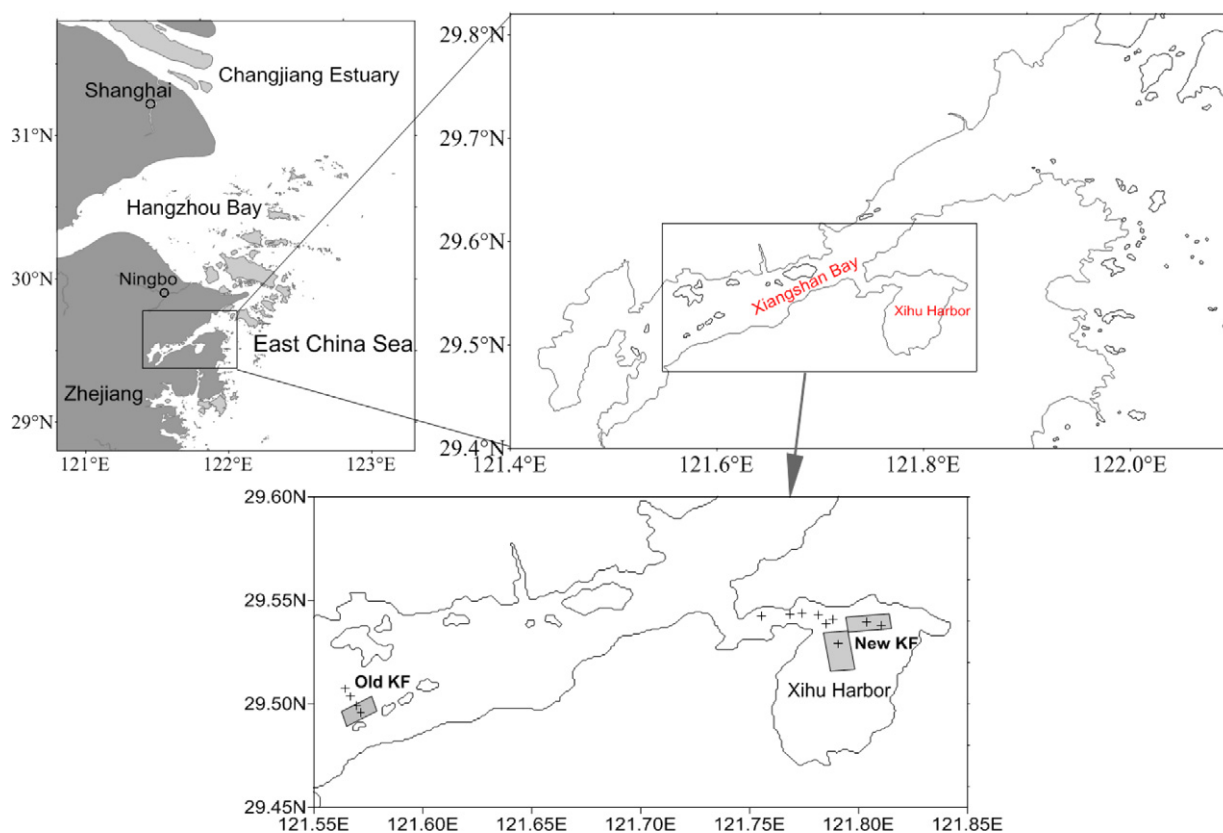 Changjiang Estuary
Shanghai
31°N
Hangzhou Bay
30°N
Ningbo
East China Sea
Zhejiang
29°N
121°E
122°E
123°E
29.8°N
29.7°N
29.6°N
Xiangshan Bay
Xihu Harbor
29.5°N
29.4°N
121.4°E
121.6°E
121.8°E
122.0°E
29.60N
29.55N
New KF
Old KF
Xihu Harbor
29.50N
29.45N
121.55E
121.60E
121.65E
121.70E
121.75E
121.80E
121.85E